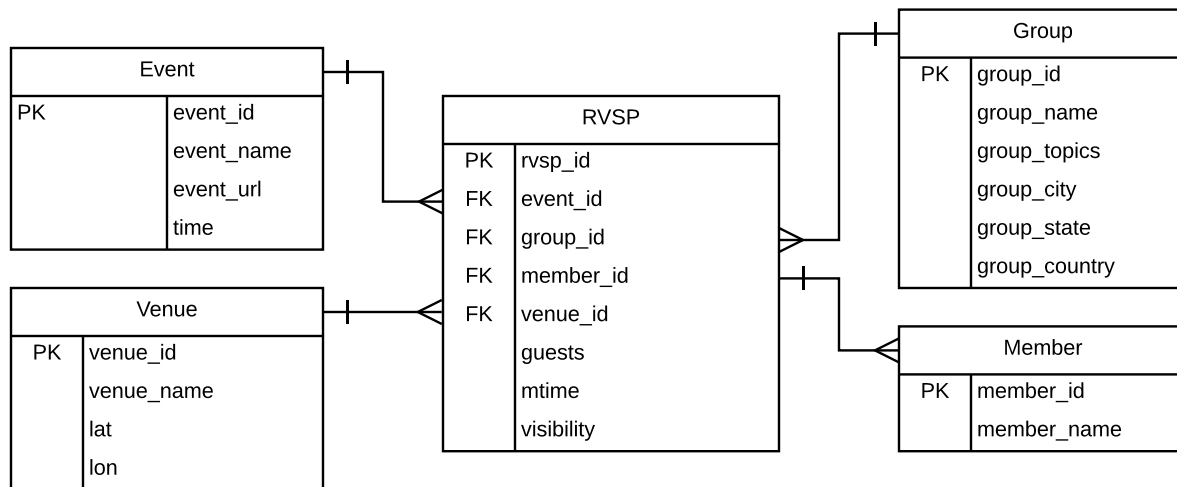 Event
PK event_id
event_name
event_url
time
Venue
PK venue_id
venue_name
lat
lon
RVSP
PK rvsp_id
FK event_id
FK group_id
FK member_id
FK venue_id
guests
mtime
visibility
Group
PK group_id
group_name
group_topics
group_city
group_state
group_country
Member
PK member_id
member_name